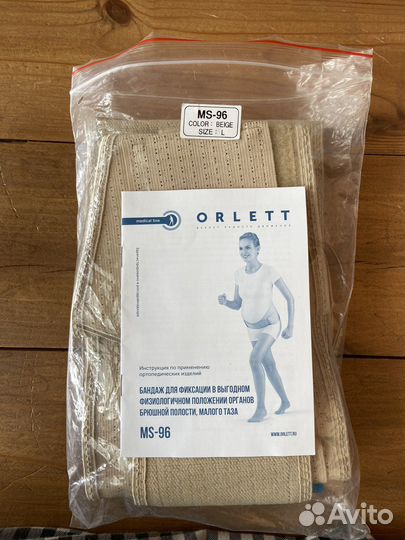 MS-96
COLOR: BEIGE
SIZE: L
medical line
ORLETT
Инструкция по применению
ортопедических изделий
БАНДАЖ ДЛЯ ФИКСАЦИИ В ВЫГОДНОМ
ФИЗИОЛОГИЧНОМ ПОЛОЖЕНИИ ОРГАНОВ
БРЮШНОЙ ПОЛОСТИ, МАЛОГО ТАЗА
MS-96
WWW.ORLETT.RU
Avito